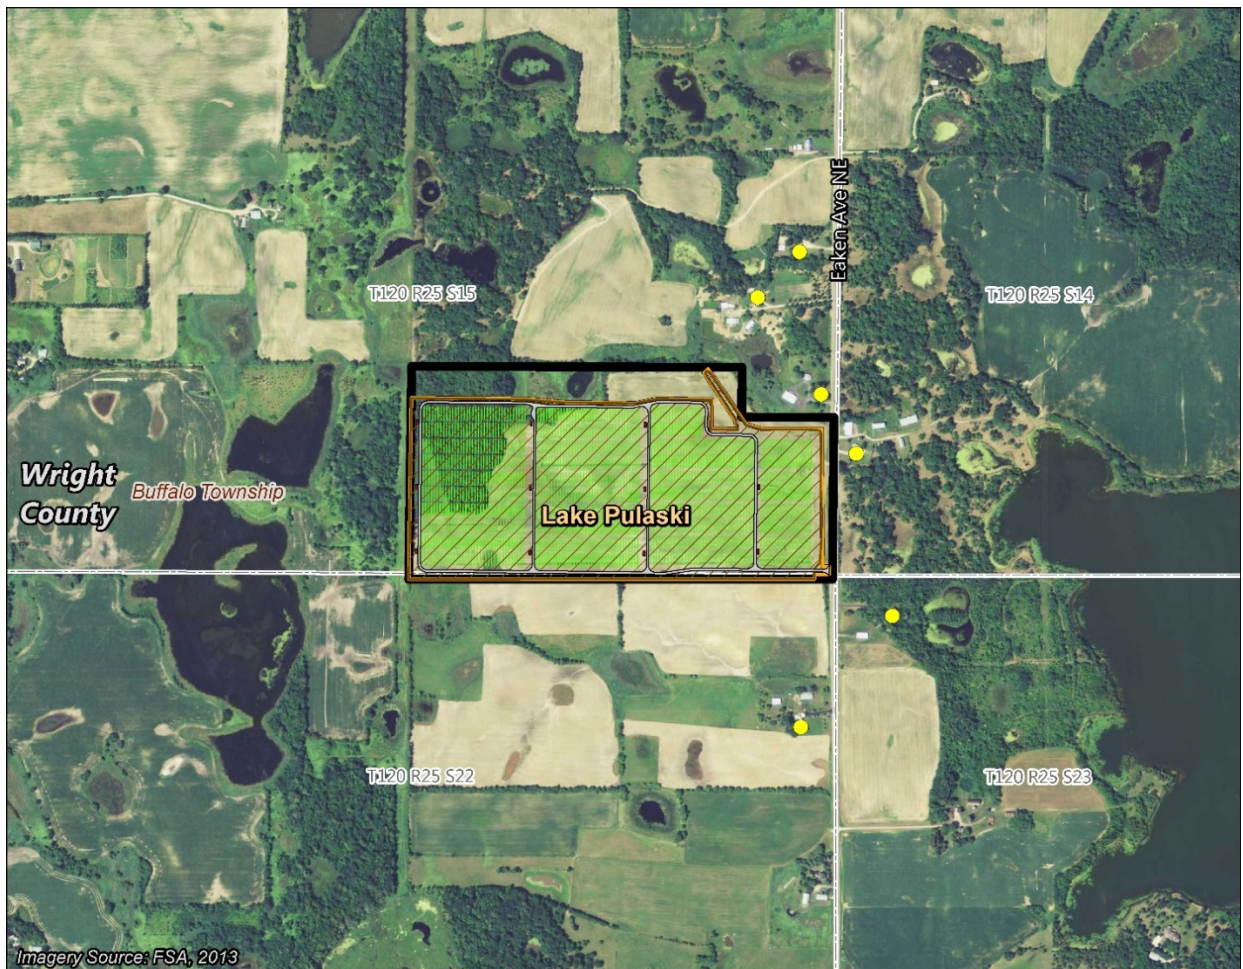 Eaken Ave NE
T120 R25 S15
T120 R25 S14
Wright
County
Buffalo Township
Lake Pulaski
T120 R25 S22
T120 R25 S23
Imagery Source: FSA, 2013